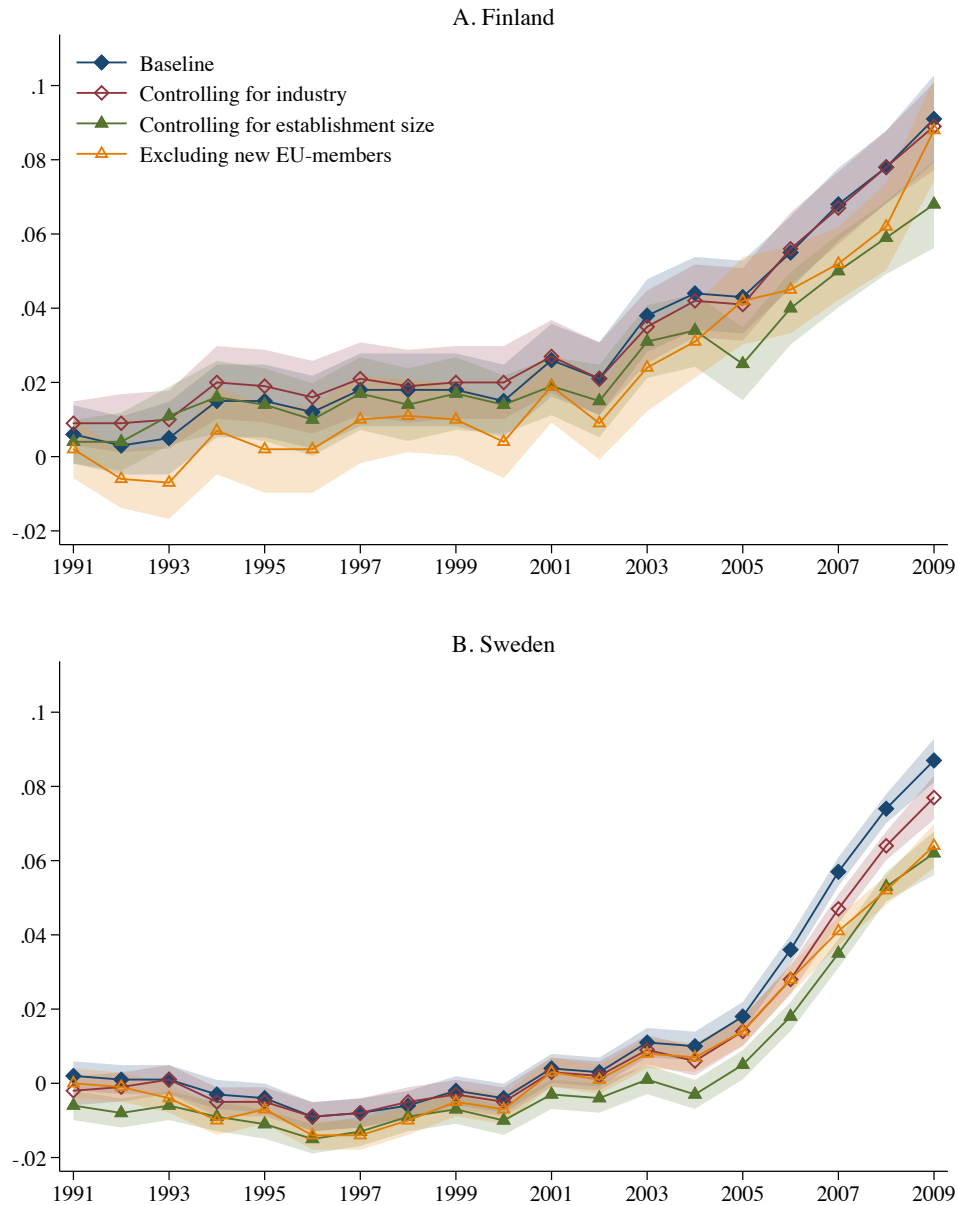 A. Finland
Baseline
Controlling for industry
Controlling for establishment size
Excluding new EU-members
.1
.08
.06
.04
.02
0
-.02
1991 1993 1995 1997 1999 2001 2003 2005 2007 2009
B. Sweden
.1
.08
.06
.04
.02
0
-.02
1991 1993 1995 1997 1999 2001 2003 2005 2007 2009